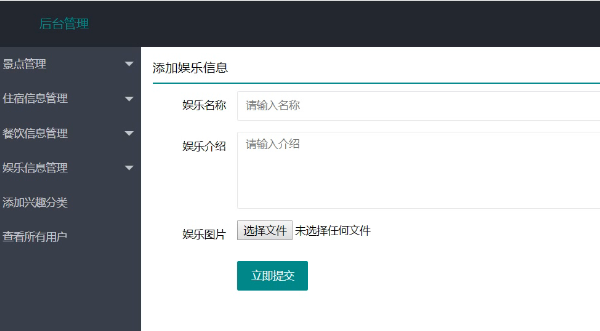 后台管理
景点管理
住宿信息管理
餐饮信息管理
娱乐信息管理
添加兴趣分类
查看所有用户
添加娱乐信息
娱乐名称 请输入名称
娱乐介绍 请输入介绍
娱乐图片 选择文件 未选择任何文件
立即提交